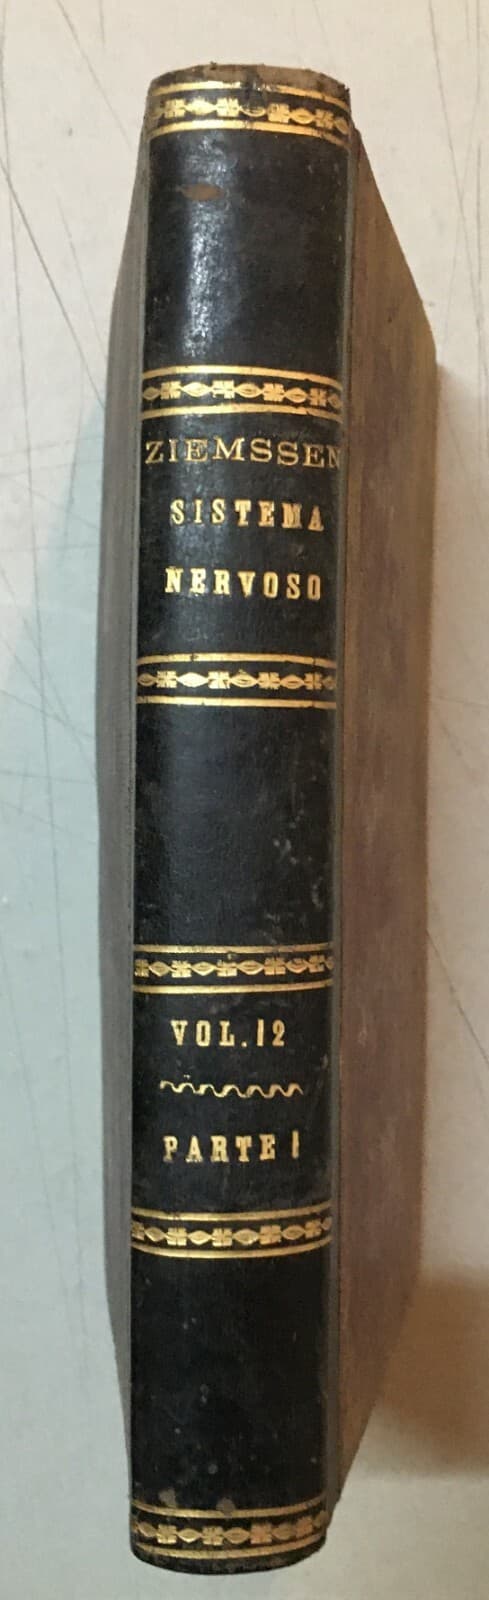 ZIEMSSEN
SISTEMA
NERVOSO
VOL. 12
PARTE I